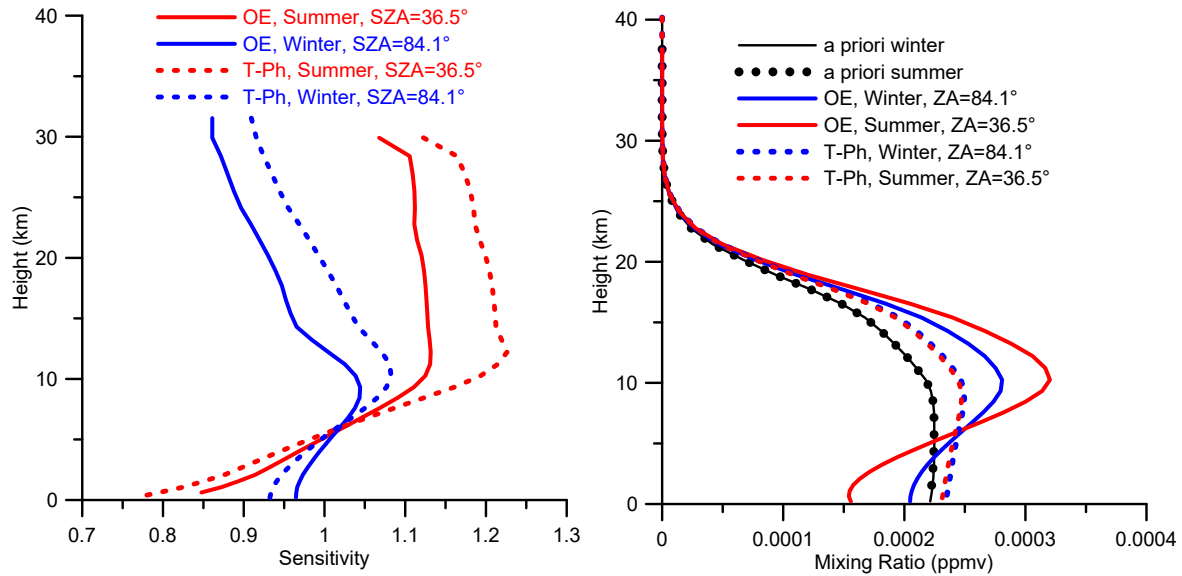 40
30
20
10
0
Height (km)
OE, Summer, SZA=36.5°
OE, Winter, SZA=84.1°
T-Ph, Summer, SZA=36.5°
T-Ph, Winter, SZA=84.1°
0.7 0.8 0.9 1 1.1 1.2 1.3
Sensitivity
40
30
20
10
0
Height (km)
a priori winter
a priori summer
OE, Winter, ZA=84.1°
OE, Summer, ZA=36.5°
T-Ph, Winter, ZA=84.1°
T-Ph, Summer, ZA=36.5°
0 0.0001 0.0002 0.0003 0.0004
Mixing Ratio (ppmv)